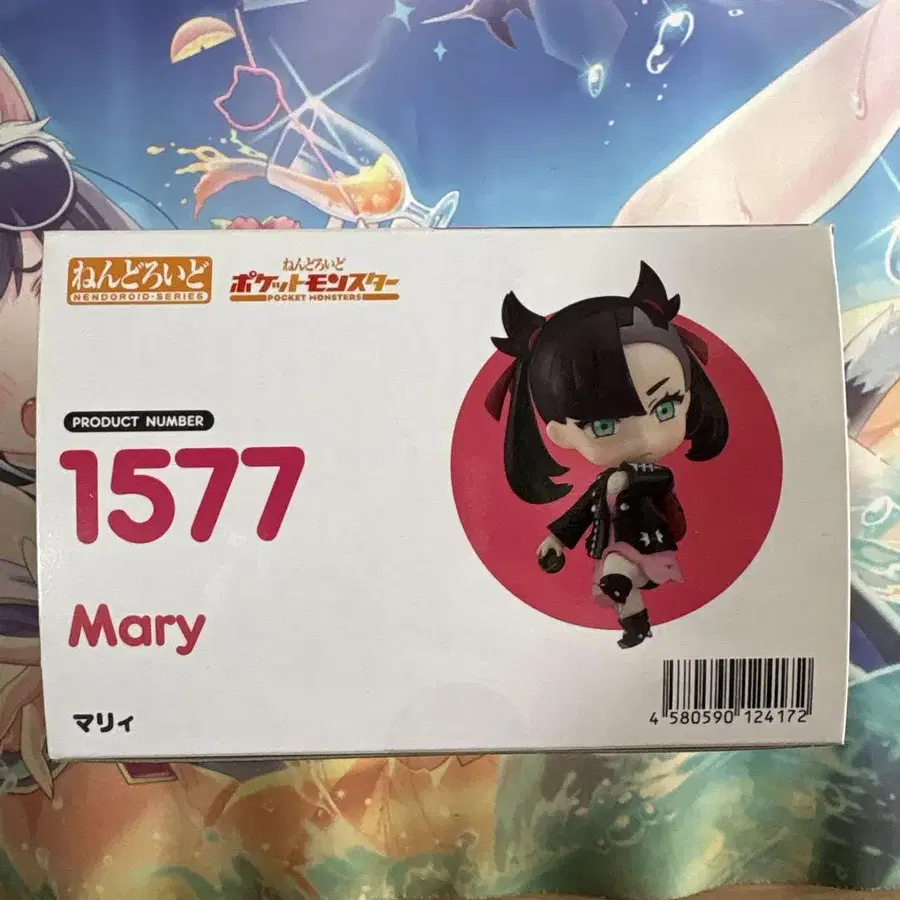 ねんどろいど
NENDOROID-SERIES
ねんどろいど
ポケットモンスター
POCKET MONSTERS
PRODUCT NUMBER
1577
Mary
マリィ
4 580590 124172